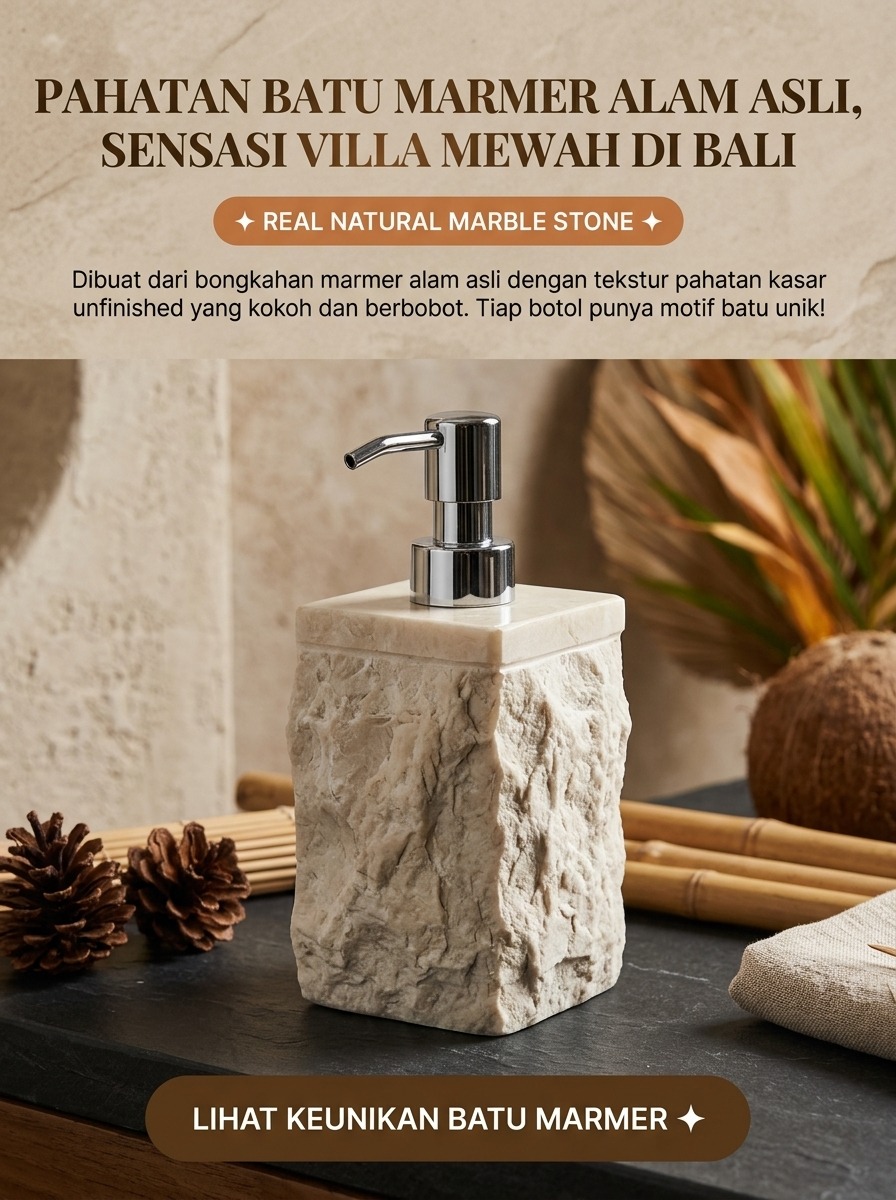 PAHATAN BATU MARMER ALAM ASLI,
SENSASI VILLA MEWAH DI BALI
✦ REAL NATURAL MARBLE STONE ✦
Dibuat dari bongkahan marmer alam asli dengan tekstur pahatan kasar
unfinished yang kokoh dan berbobot. Tiap botol punya motif batu unik!
LIHAT KEUNIKAN BATU MARMER ✦